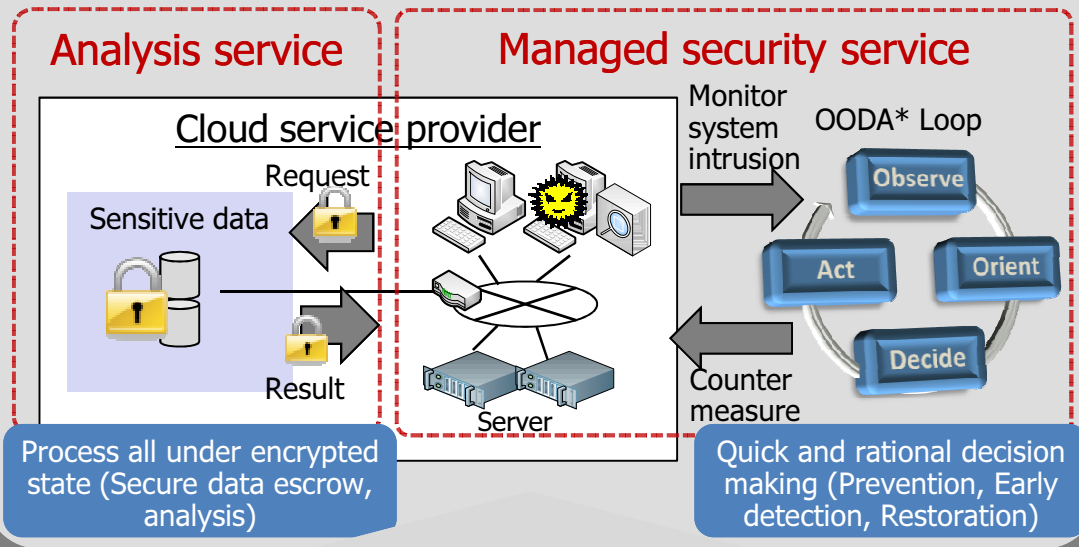 Analysis service
Managed security service
Cloud service provider
Request
Sensitive data
Result
Server
Monitor
system
intrusion
OODA* Loop
Observe
Orient
Decide
Act
Counter
measure
Process all under encrypted
state (Secure data escrow,
analysis)
Quick and rational decision
making (Prevention, Early
detection, Restoration)